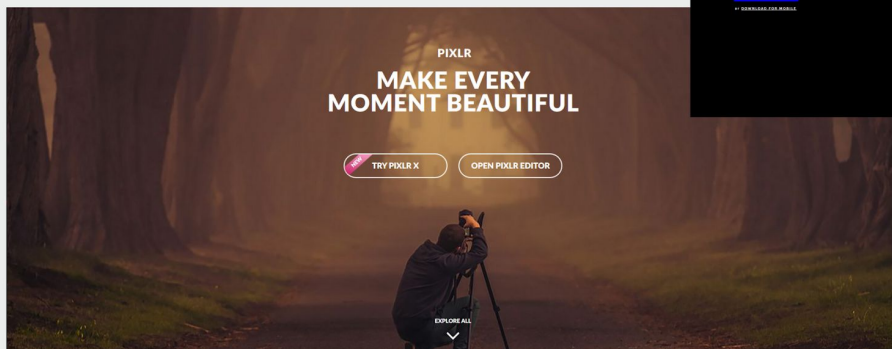 DOWNLOAD FOR MOBILE
PIXLR
MAKE EVERY
MOMENT BEAUTIFUL
NEW
TRY PIXLR X
OPEN PIXLR EDITOR
EXPLORE ALL